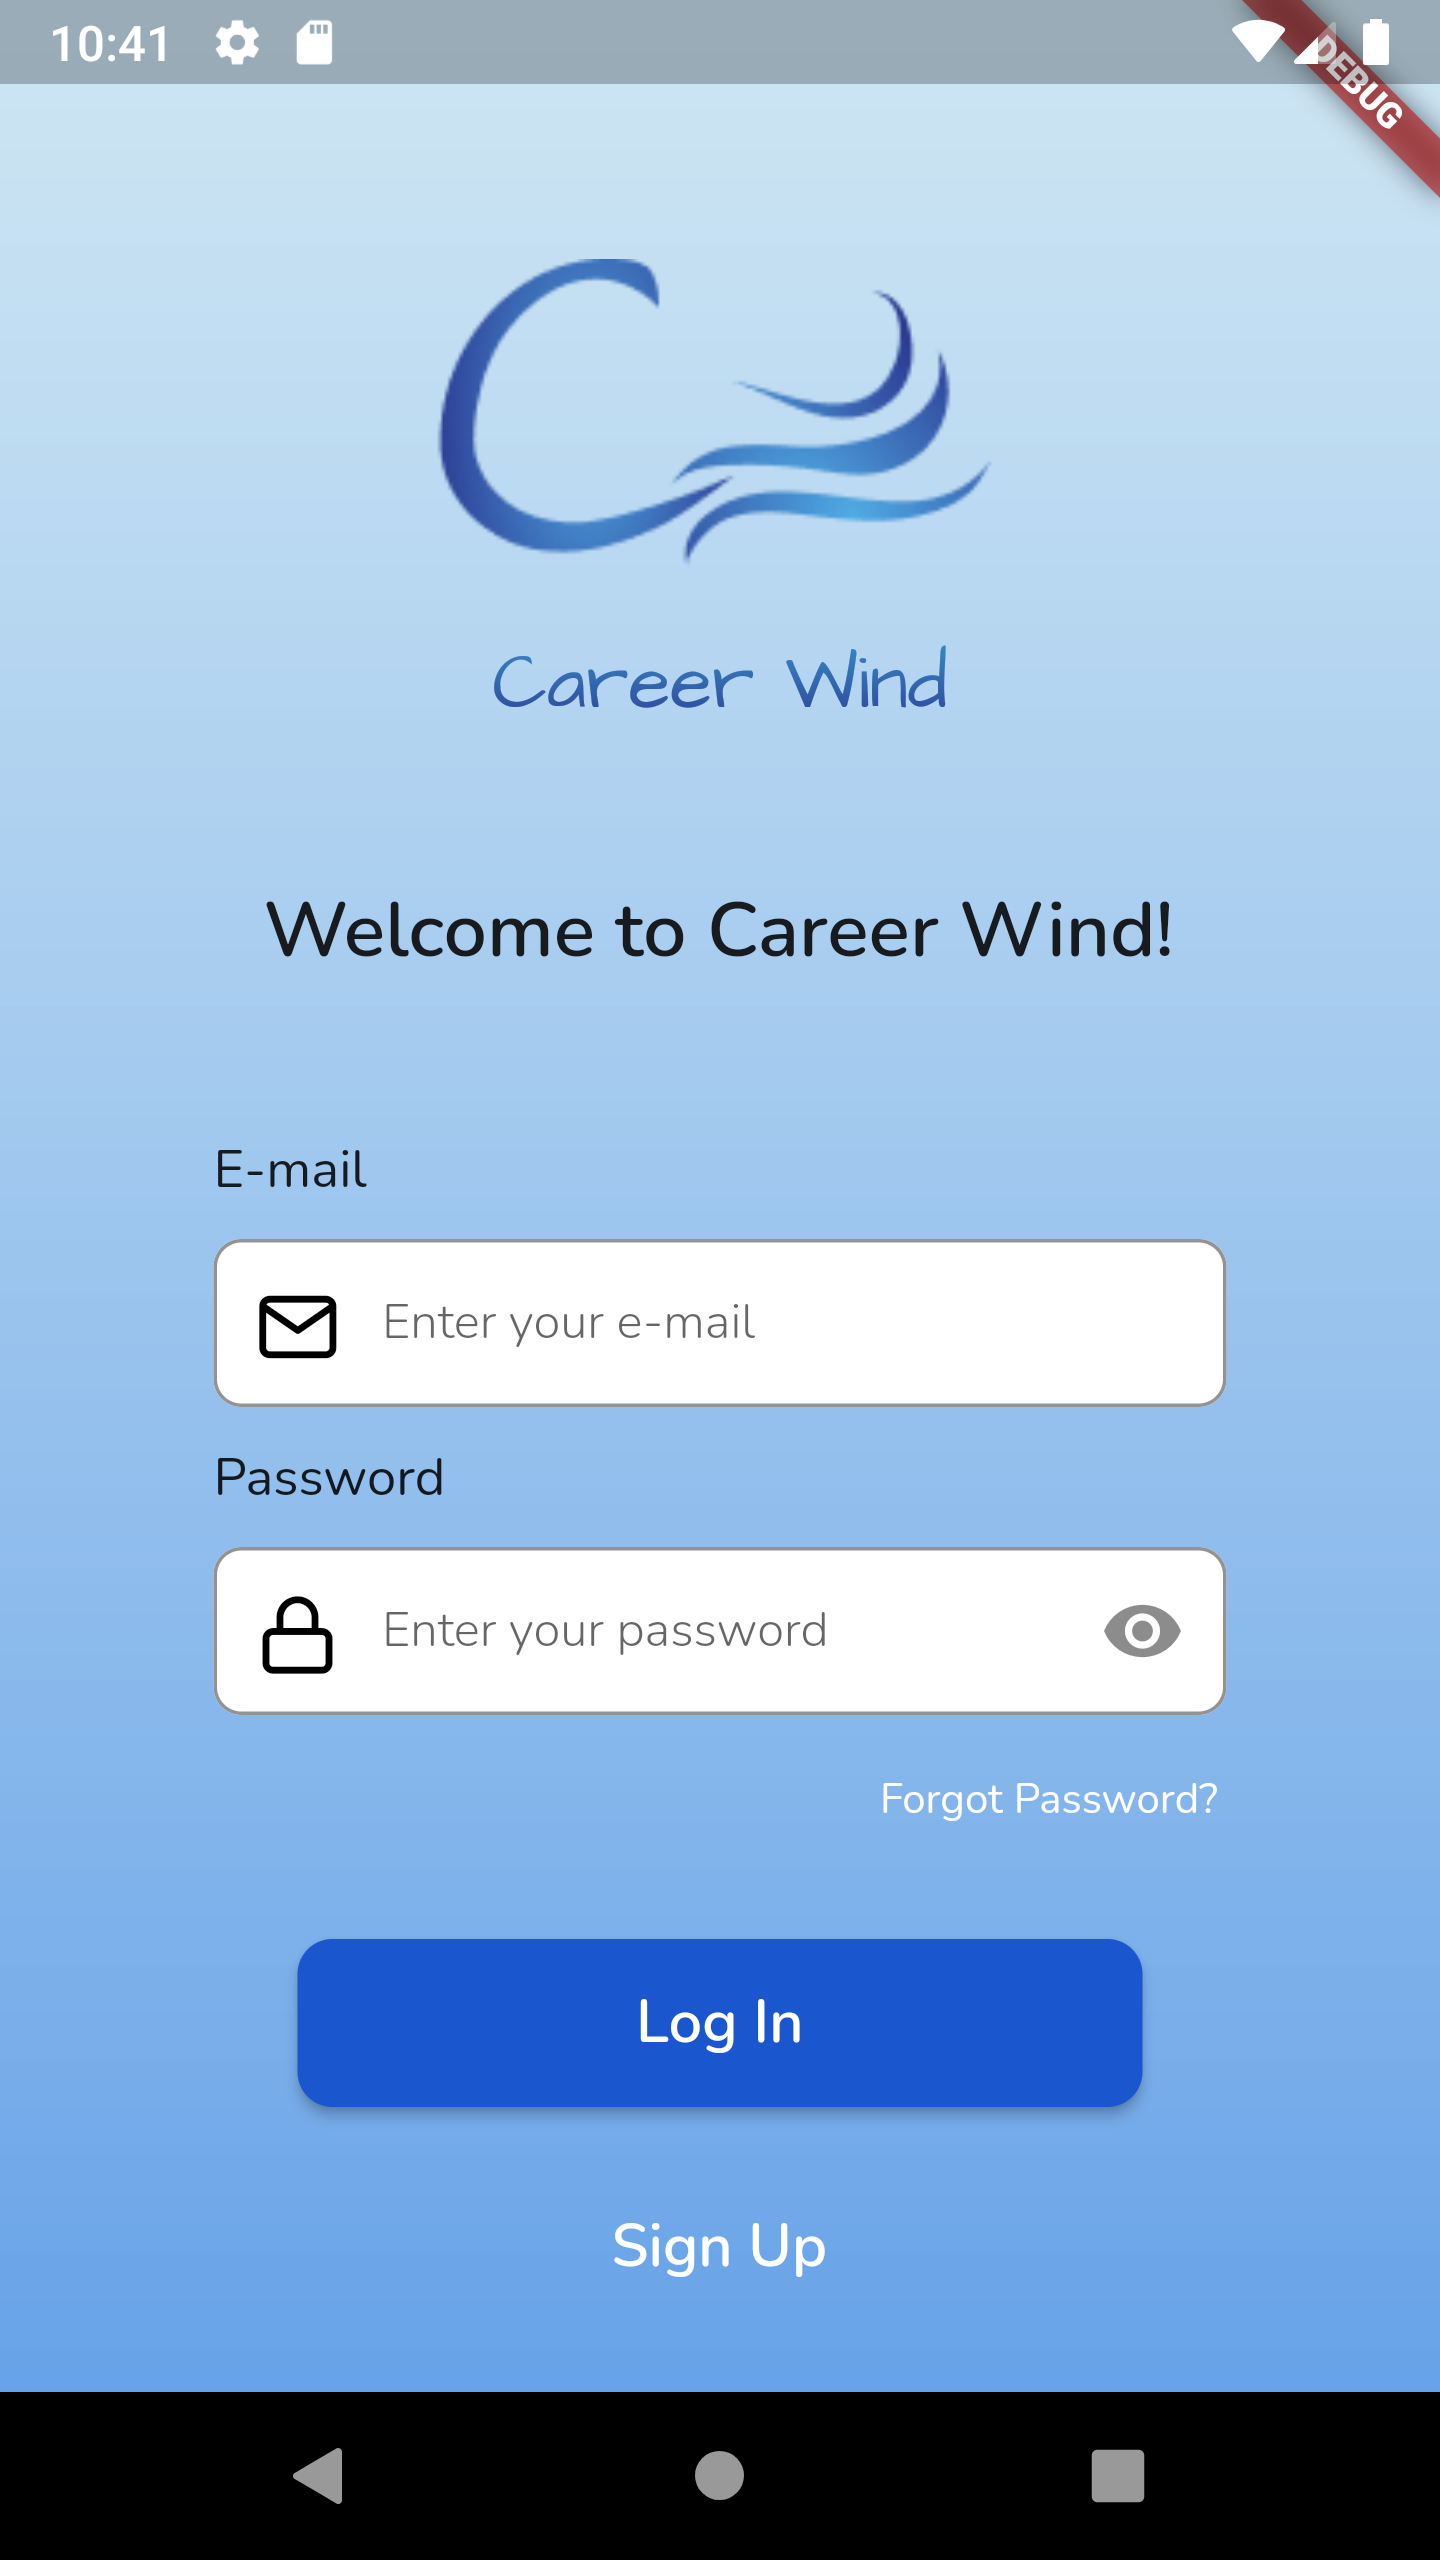 10:41
DEBUG
Career Wind
Welcome to Career Wind!
E-mail
Enter your e-mail
Password
Enter your password
Forgot Password?
Log In
Sign Up